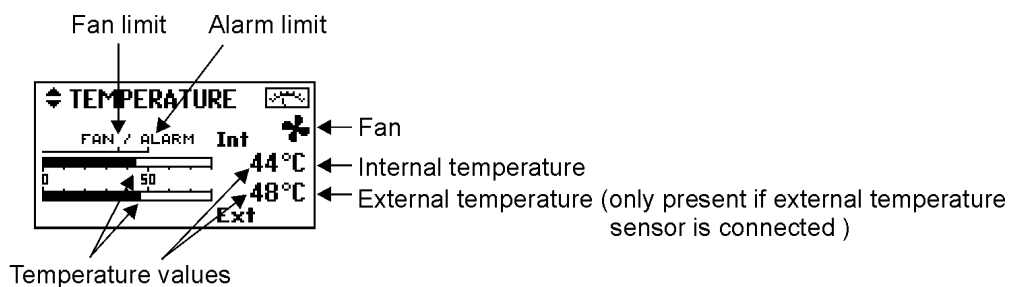 Fan limit Alarm limit
TEMPERATURE
FAN / ALARM Int
Fan
44°C Internal temperature
0 50
48°C External temperature (only present if external temperature
sensor is connected )
Ext
Temperature values